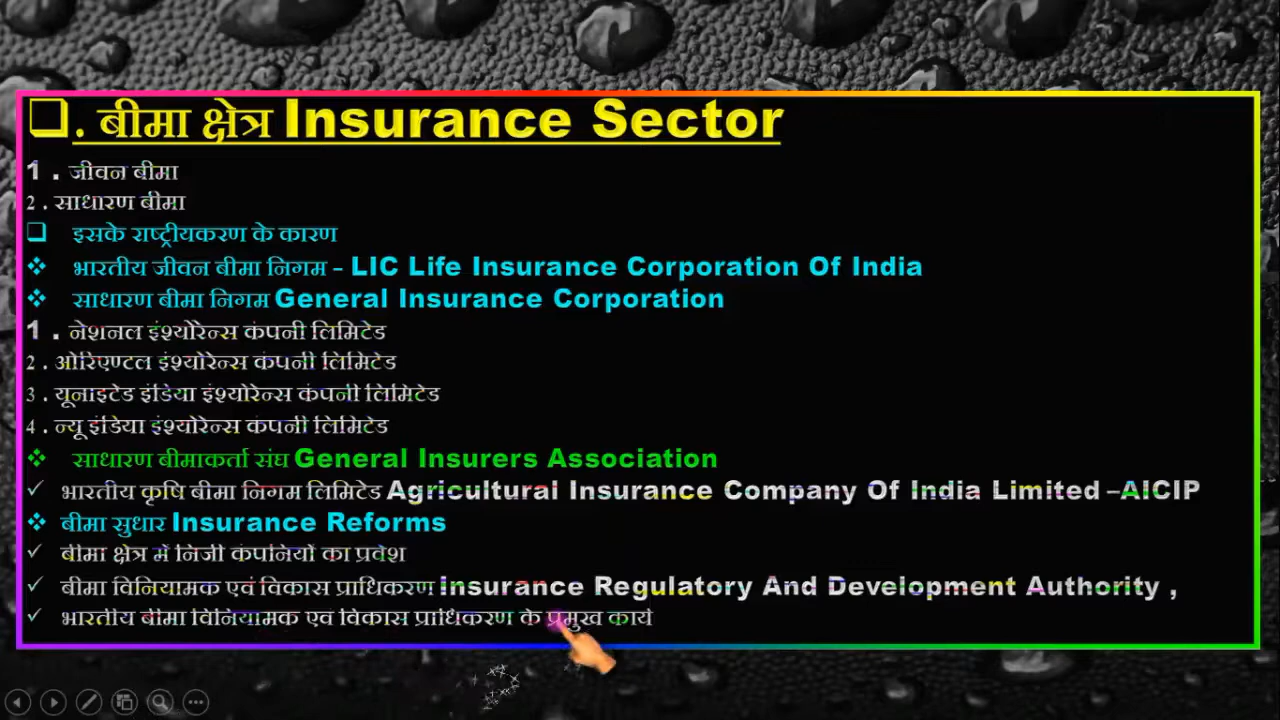 ❑. बीमा क्षेत्र Insurance Sector
1 . जीवन बीमा
2 . साधारण बीमा
❑ इसके राष्ट्रीयकरण के कारण
❖ भारतीय जीवन बीमा निगम – LIC Life Insurance Corporation Of India
❖ साधारण बीमा निगम General Insurance Corporation
1 . नेशनल इंश्योरेन्स कंपनी लिमिटेड
2 . ओरिएण्टल इंश्योरेन्स कंपनी लिमिटेड
3 . यूनाइटेड इंडिया इंश्योरेन्स कंपनी लिमिटेड
4 . न्यू इंडिया इंश्योरेन्स कंपनी लिमिटेड
❖ साधारण बीमाकर्ता संघ General Insurers Association
✓ भारतीय कृषि बीमा निगम लिमिटेड Agricultural Insurance Company Of India Limited –AICIP
❖ बीमा सुधार Insurance Reforms
✓ बीमा क्षेत्र में निजी कंपनियों का प्रवेश
✓ बीमा विनियामक एवं विकास प्राधिकरण Insurance Regulatory And Development Authority ,
✓ भारतीय बीमा विनियामक एवं विकास प्राधिकरण के प्रमुख कार्य